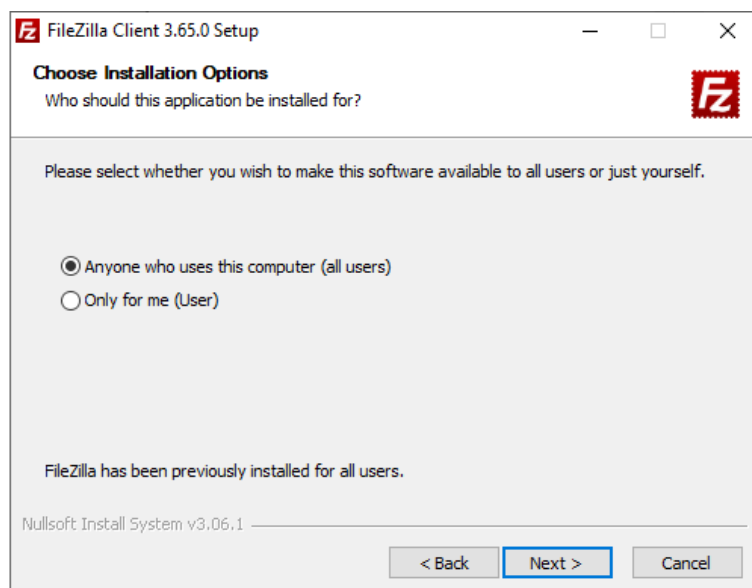 FileZilla Client 3.65.0 Setup
Choose Installation Options
Who should this application be installed for?
Fz
Please select whether you wish to make this software available to all users or just yourself.
Anyone who uses this computer (all users)
Only for me (User)
FileZilla has been previously installed for all users.
Nullsoft Install System v3.06.1
< Back Next > Cancel